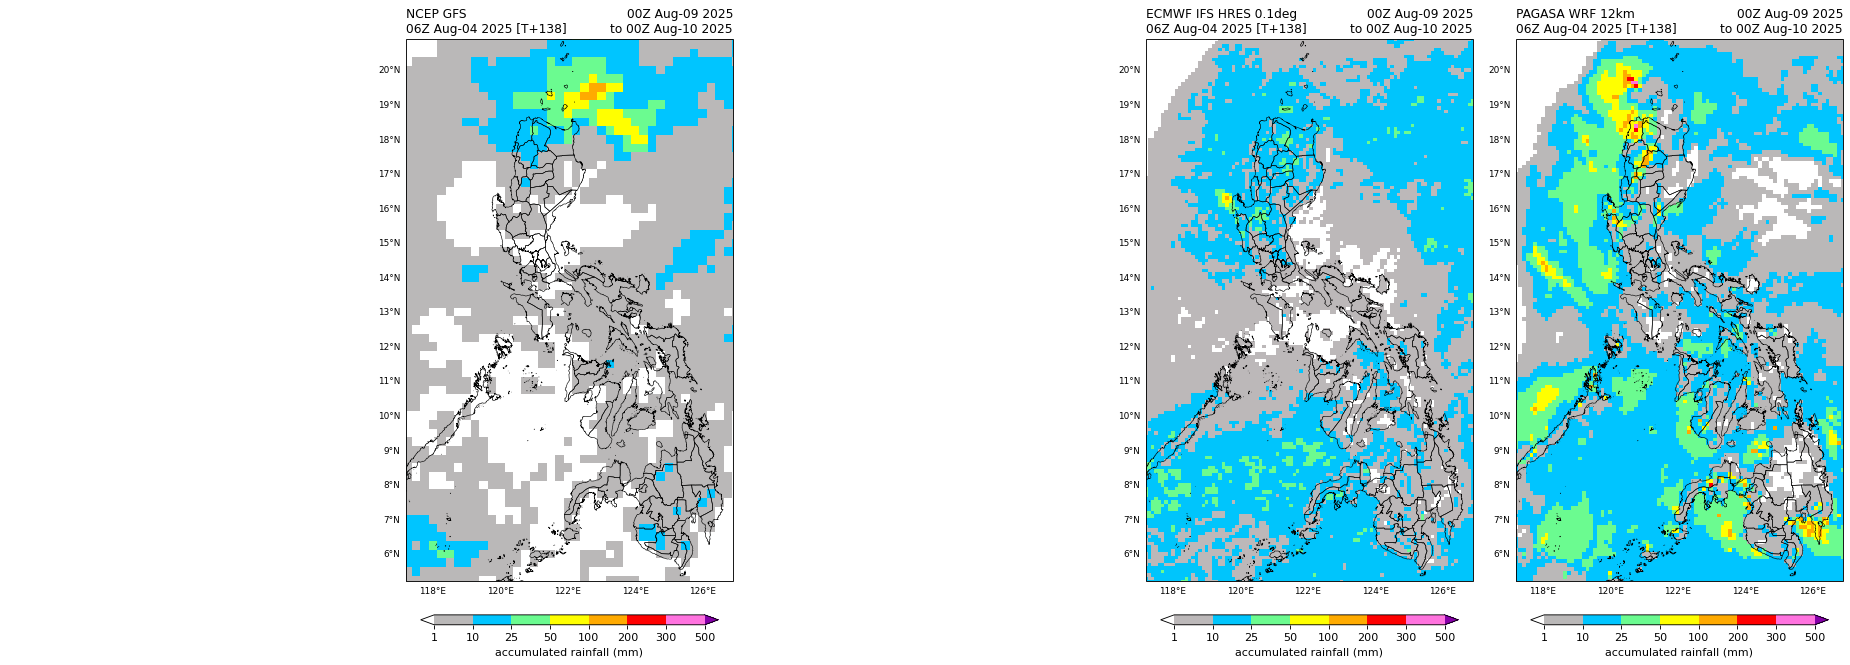 NCEP GFS 00Z Aug-09 2025
06Z Aug-04 2025 [T+138] to 00Z Aug-10 2025
20°N
19°N
18°N
17°N
16°N
15°N
14°N
13°N
12°N
11°N
10°N
9°N
8°N
7°N
6°N
118°E 120°E 122°E 124°E 126°E
1 10 25 50 100 200 300 500
accumulated rainfall (mm)
ECMWF IFS HRES 0.1deg 00Z Aug-09 2025
06Z Aug-04 2025 [T+138] to 00Z Aug-10 2025
20°N
19°N
18°N
17°N
16°N
15°N
14°N
13°N
12°N
11°N
10°N
9°N
8°N
7°N
6°N
118°E 120°E 122°E 124°E 126°E
1 10 25 50 100 200 300 500
accumulated rainfall (mm)
PAGASA WRF 12km 00Z Aug-09 2025
06Z Aug-04 2025 [T+138] to 00Z Aug-10 2025
20°N
19°N
18°N
17°N
16°N
15°N
14°N
13°N
12°N
11°N
10°N
9°N
8°N
7°N
6°N
118°E 120°E 122°E 124°E 126°E
1 10 25 50 100 200 300 500
accumulated rainfall (mm)